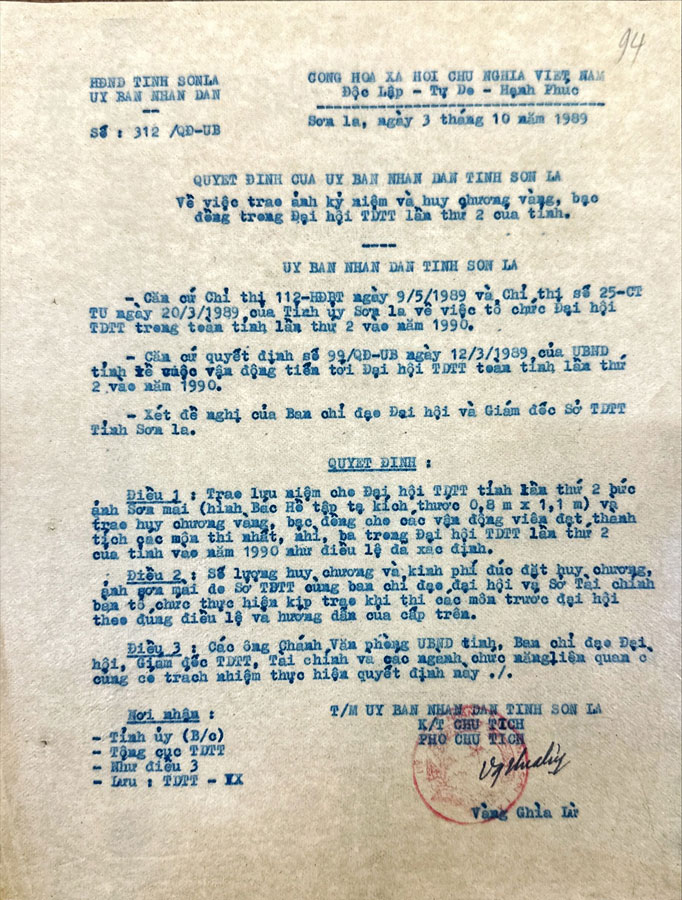 94
HĐND TINH SONLA
UY BAN NHAN DAN
Số : 312 /QĐ-UB
CONG HOA XA HOI CHU NGHIA VIET NAM
Độc Lập - Tự Do - Hạnh Phúc
Sơn la, ngày 3 tháng 10 năm 1989
QUYET ĐINH CUA UY BAN NHAN DAN TINH SON LA
Về việc trao ảnh kỷ niệm và huy chương vàng, bạc
đồng trong Đại hội TDTT lần thứ 2 của tỉnh.
UY BAN NHAN DAN TINH SON LA
- Căn cứ Chỉ thị 112-HĐBT ngày 9/5/1989 và Chỉ thị số 25-CT
TU ngày 20/3/1989 của Tỉnh ủy Sơn la về việc tổ chức Đại hội
TDTT trong toàn tỉnh lần thứ 2 vào năm 1990.
- Căn cứ quyết định số 99/QĐ-UB ngày 12/3/1989 của UBND
tỉnh về cuộc vận động tiến tới Đại hội TDTT toàn tỉnh lần thứ
2 vào năm 1990.
- Xét đề nghị của Ban chỉ đạo Đại hội và Giám đốc Sở TDTT
Tỉnh Sơn la.
QUYET ĐINH :
Điều 1 : Trao lưu niệm cho Đại hội TDTT tỉnh lần thứ 2 bức
ảnh Sơn mài (hình Bác Hồ tập tạ kích thước 0,8 m x 1,1 m) và
trao huy chương vàng, bạc đồng cho các vận động viên đạt thành
tích các môn thi nhất, nhì, ba trong Đại hội TDTT lần thứ 2
của tỉnh vào năm 1990 như điều lệ đã xác định.
Điều 2 : Số lượng huy chương và kinh phí đúc đặt huy chương,
ảnh sơn mài do Sở TDTT cùng ban chỉ đạo đại hội và Sở Tài chính
bạn tổ chức thực hiện kịp trao khi thi các môn trước đại hội
theo đúng điều lệ và hướng dẫn của cấp trên.
Điều 3 : Các ông Chánh Văn phòng UBND tỉnh, Ban chỉ đạo Đại
hội, Giám đốc TDTT, Tài chính và các ngành chức năngliên quan c
cùng có trách nhiệm thực hiện quyết định này ./.
Nơi nhận :
- Tỉnh ủy (B/c)
- Tổng cục TDTT
- Như điều 3
- Lưu : TDTT - VX
T/M UY BAN NHAN DAN TINH SON LA
K/T CHU TICH
PHO CHU TICH
Vàng Ghìa Lừ